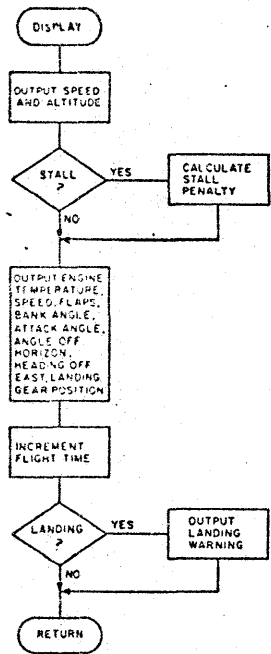 DISPLAY
OUTPUT SPEED
AND ALTITUDE
STALL
?
YES
CALCULATE
STALL
PENALTY
NO
OUTPUT ENGINE
TEMPERATURE,
SPEED, FLAPS,
BANK ANGLE,
ATTACK ANGLE,
ANGLE OFF
HORIZON,
HEADING OFF
EAST, LANDING
GEAR POSITION
INCREMENT
FLIGHT TIME
LANDING
?
YES
OUTPUT
LANDING
WARNING
NO
RETURN